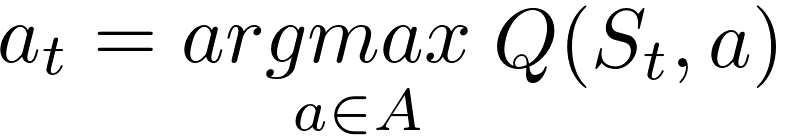 a_t = argmax Q(S_t, a)
a∈A